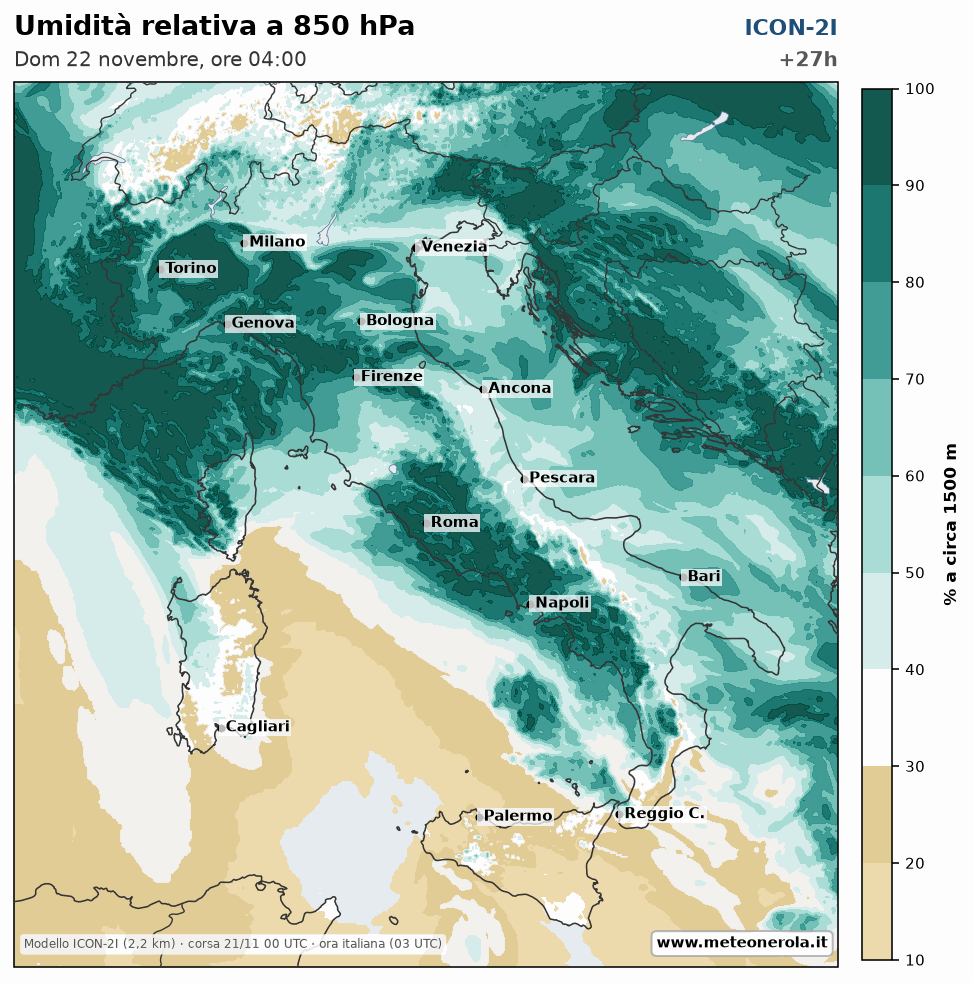 Umidità relativa a 850 hPa
ICON-2I
Dom 22 novembre, ore 04:00
+27h
100
90
80
70
60
50
40
30
20
10
% a circa 1500 m
Milano
Venezia
Torino
Genova
Bologna
Firenze
Ancona
Pescara
Roma
Bari
Napoli
Cagliari
Palermo
Reggio C.
Modello ICON-2I (2,2 km) · corsa 21/11 00 UTC · ora italiana (03 UTC)
www.meteonerola.it